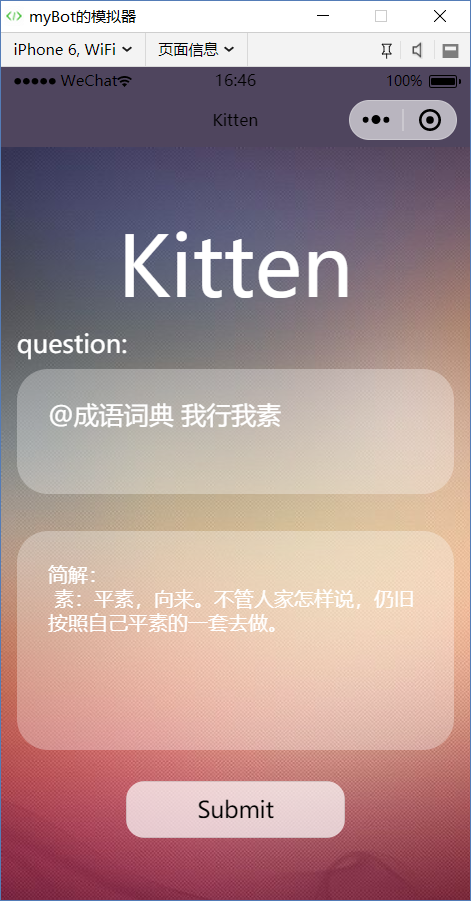 myBot的模拟器
iPhone 6, WiFi 页面信息
WeChat 16:46 100%
Kitten
Kitten
question:
@成语词典 我行我素
简解：
素：平素，向来。不管人家怎样说，仍旧
按照自己平素的一套去做。
Submit